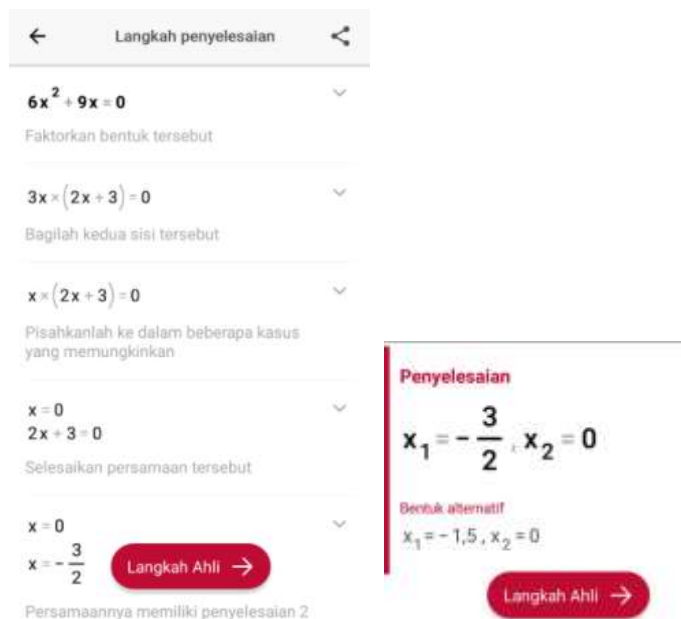 Langkah penyelesaian
6x² + 9x = 0
Faktorkan bentuk tersebut
3x × (2x + 3) = 0
Bagilah kedua sisi tersebut
x × (2x + 3) = 0
Pisahkanlah ke dalam beberapa kasus
yang memungkinkan
x = 0
2x + 3 = 0
Selesaikan persamaan tersebut
x = 0
x = - 3/2
Langkah Ahli →
Persamaannya memiliki penyelesaian 2
Penyelesaian
x₁ = - 3/2 , x₂ = 0
Bentuk alternatif
x₁ = - 1,5 , x₂ = 0
Langkah Ahli →